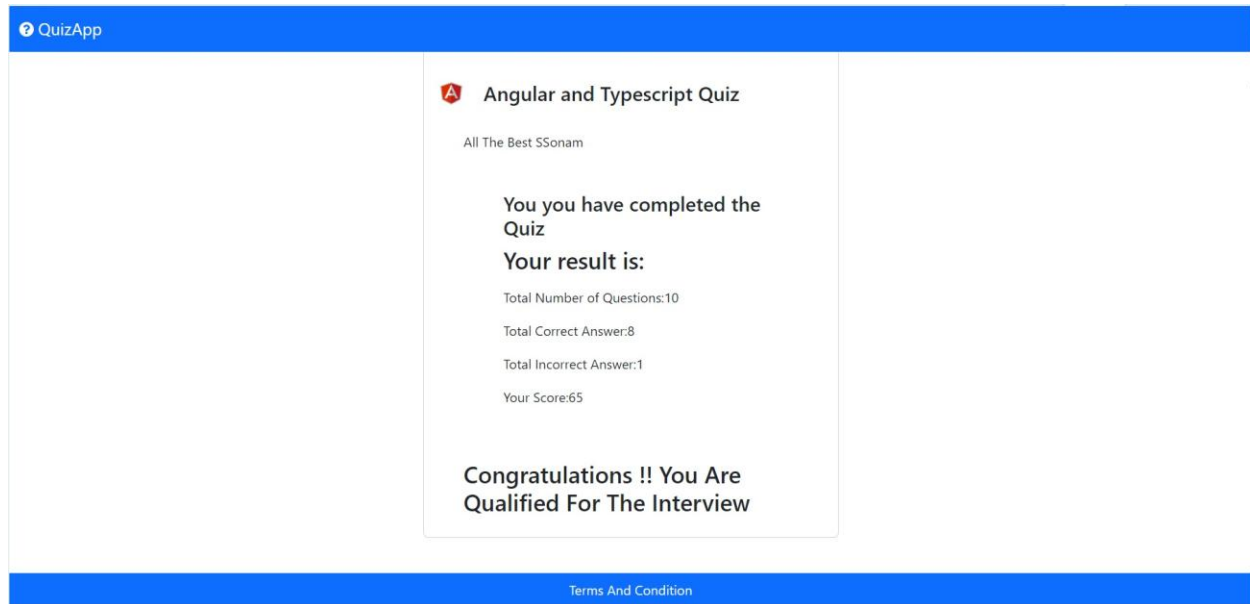 QuizApp
Angular and Typescript Quiz
All The Best SSonam
You you have completed the
Quiz
Your result is:
Total Number of Questions:10
Total Correct Answer:8
Total Incorrect Answer:1
Your Score:65
Congratulations !! You Are
Qualified For The Interview
Terms And Condition